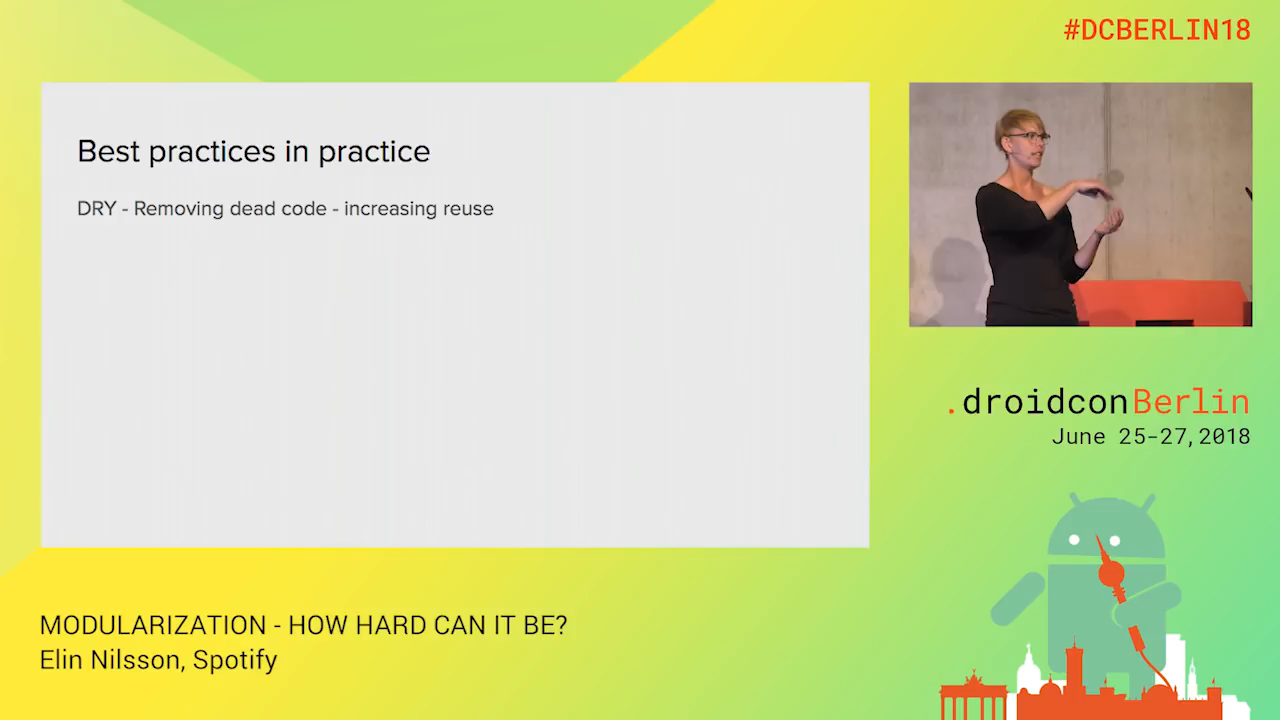 #DCBERLIN18
Best practices in practice
DRY - Removing dead code - increasing reuse
.droidconBerlin
June 25-27, 2018
MODULARIZATION - HOW HARD CAN IT BE?
Elin Nilsson, Spotify